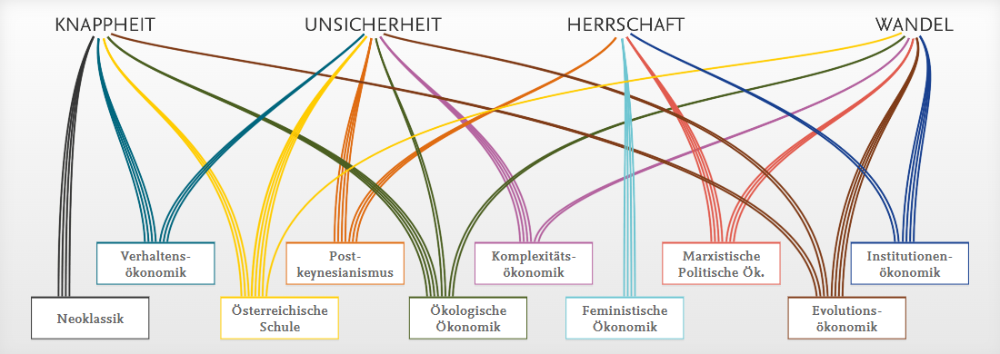 KNAPPHEIT
UNSICHERHEIT
HERRSCHAFT
WANDEL
Verhaltens-
ökonomik
Post-
keynesianismus
Komplexitäts-
ökonomik
Marxistische
Politische Ök.
Institutionen-
ökonomik
Neoklassik
Österreichische
Schule
Ökologische
Ökonomik
Feministische
Ökonomik
Evolutions-
ökonomik